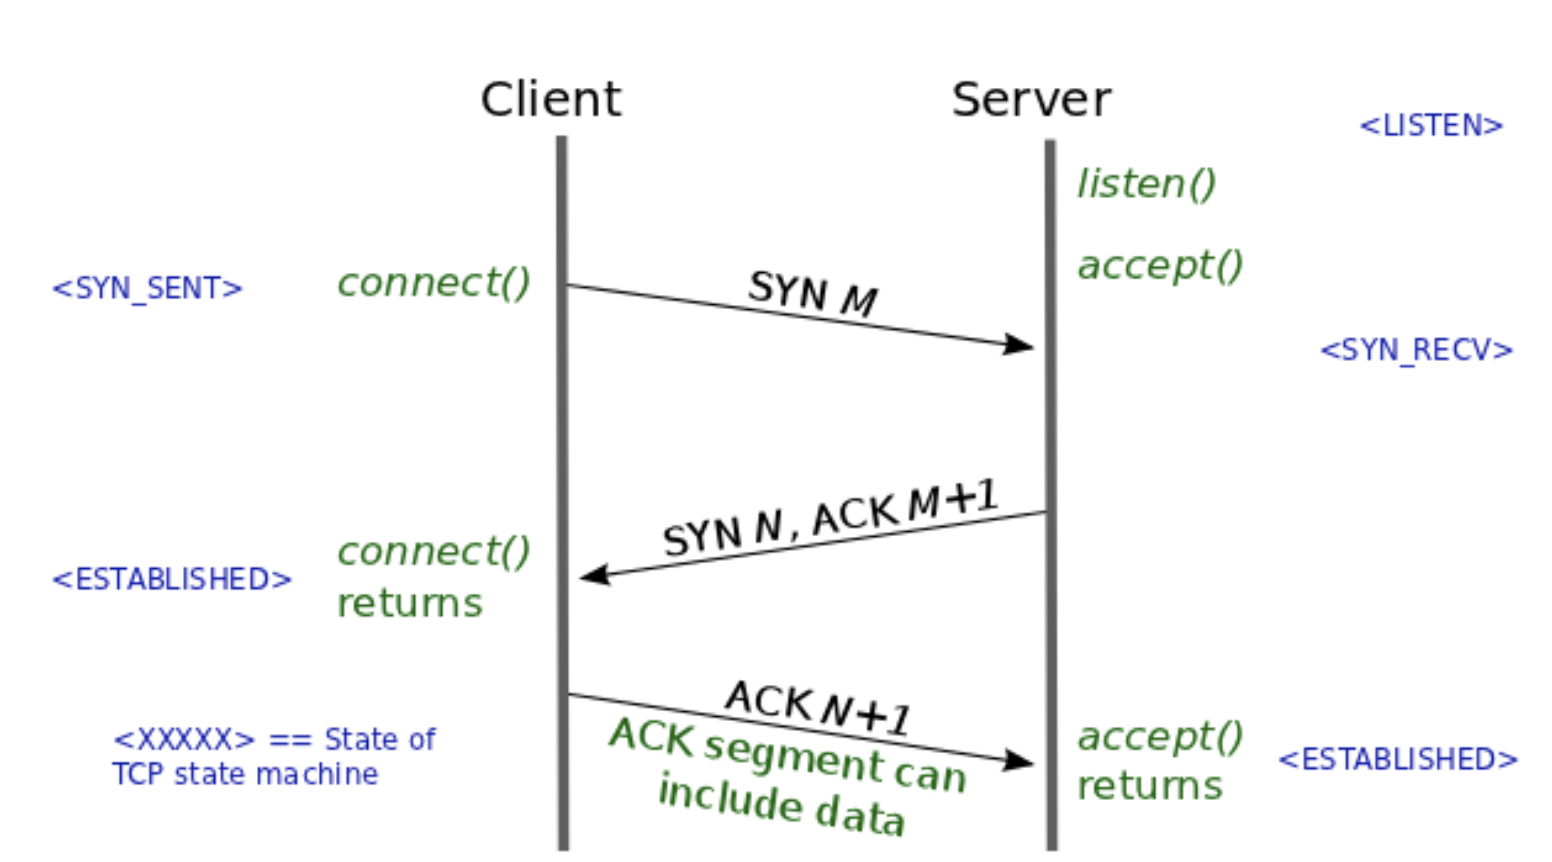 Client
Server
<LISTEN>
listen()
accept()
<SYN_SENT>
connect()
SYN M
<SYN_RECV>
SYN N, ACK M+1
connect()
returns
<ESTABLISHED>
ACK N+1
ACK segment can
include data
<XXXXX> == State of
TCP state machine
accept()
returns
<ESTABLISHED>